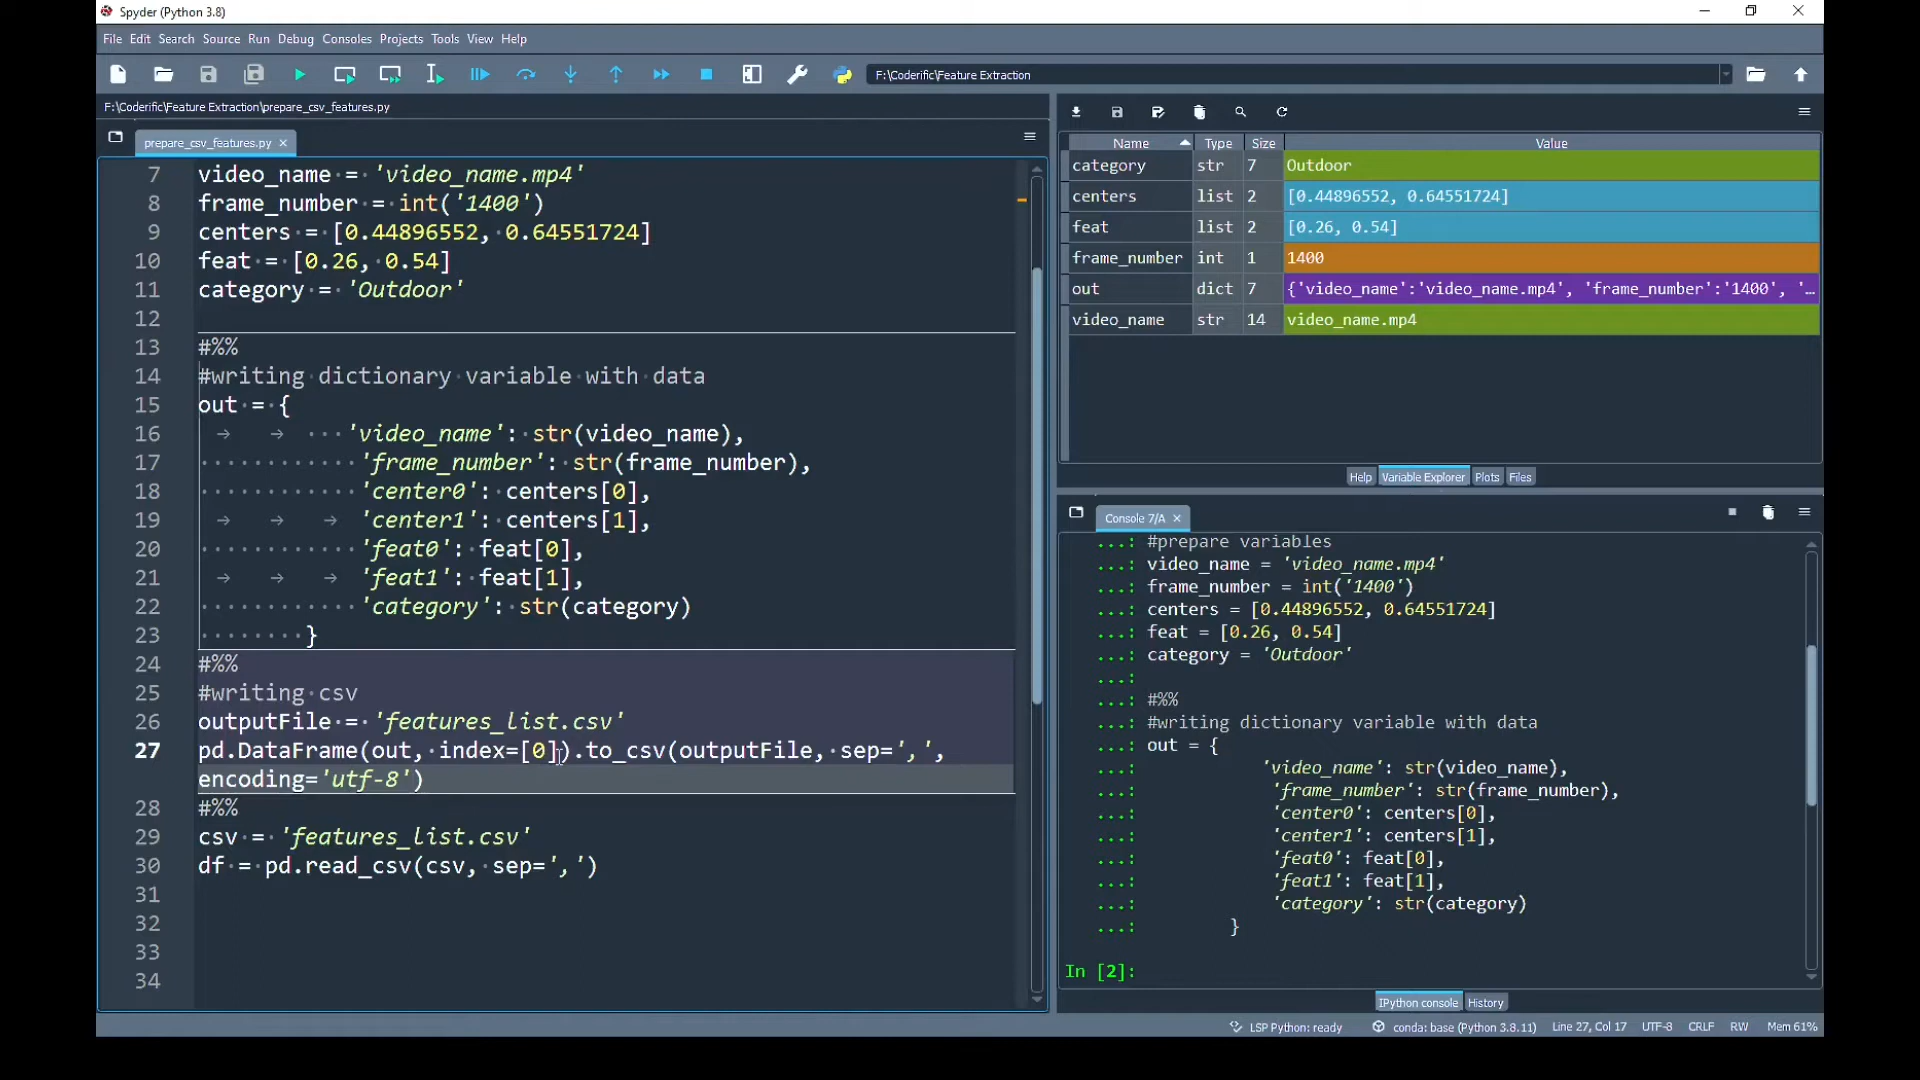 Spyder (Python 3.8)
File Edit Search Source Run Debug Consoles Projects Tools View Help
F:\Coderific\Feature Extraction
F:\Coderific\Feature Extraction\prepare_csv_features.py
prepare_csv_features.py
7 video_name = 'video_name.mp4'
8 frame_number = int('1400')
9 centers = [0.44896552, 0.64551724]
10 feat = [0.26, 0.54]
11 category = 'Outdoor'
12
13 #%%
14 #writing dictionary variable with data
15 out = {
16 'video_name': str(video_name),
17 'frame_number': str(frame_number),
18 'center0': centers[0],
19 'center1': centers[1],
20 'feat0': feat[0],
21 'feat1': feat[1],
22 'category': str(category)
23 }
24 #%%
25 #writing csv
26 outputFile = 'features_list.csv'
27 pd.DataFrame(out, index=[0]).to_csv(outputFile, sep=',',
encoding='utf-8')
28 #%%
29 csv = 'features_list.csv'
30 df = pd.read_csv(csv, sep=',')
31
32
33
34
Name Type Size Value
category str 7 Outdoor
centers list 2 [0.44896552, 0.64551724]
feat list 2 [0.26, 0.54]
frame_number int 1 1400
out dict 7 {'video_name':'video_name.mp4', 'frame_number':'1400', '…
video_name str 14 video_name.mp4
Help Variable Explorer Plots Files
Console 7/A
...: #prepare variables
...: video_name = 'video_name.mp4'
...: frame_number = int('1400')
...: centers = [0.44896552, 0.64551724]
...: feat = [0.26, 0.54]
...: category = 'Outdoor'
...:
...: #%%
...: #writing dictionary variable with data
...: out = {
...: 'video_name': str(video_name),
...: 'frame_number': str(frame_number),
...: 'center0': centers[0],
...: 'center1': centers[1],
...: 'feat0': feat[0],
...: 'feat1': feat[1],
...: 'category': str(category)
...: }
In [2]:
IPython console History
LSP Python: ready conda: base (Python 3.8.11) Line 27, Col 17 UTF-8 CRLF RW Mem 61%